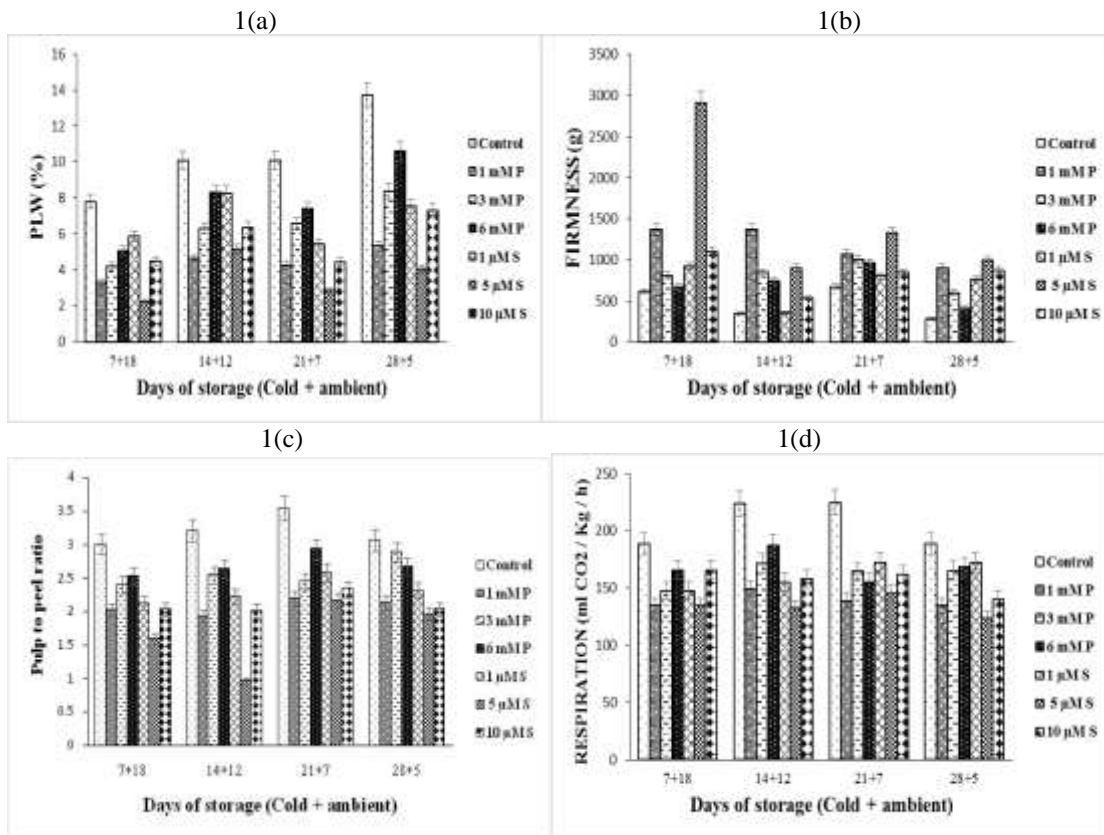 1(a)
16
14
12
10
8
6
4
2
0
PLW (%)
7+18 14+12 21+7 28+5
Days of storage (Cold + ambient)
Control
1 mM P
3 mM P
6 mM P
1 µM S
5 µM S
10 µM S
1(b)
3500
3000
2500
2000
1500
1000
500
0
FIRMNESS (g)
7+18 14+12 21+7 28+5
Days of storage (Cold + ambient)
Control
1 mM P
3 mM P
6 mM P
1 µM S
5 µM S
10 µM S
1(c)
4
3.5
3
2.5
2
1.5
1
0.5
0
Pulp to peel ratio
7+18 14+12 21+7 28+5
Days of storage (Cold + ambient)
Control
1 mM P
3 mM P
6 mM P
1 µM S
5 µM S
10 µM S
1(d)
250
200
150
100
50
0
RESPIRATION (ml CO2 / Kg / h)
7+18 14+12 21+7 28+5
Days of storage (Cold + ambient)
Control
1 mM P
3 mM P
6 mM P
1 µM S
5 µM S
10 µM S